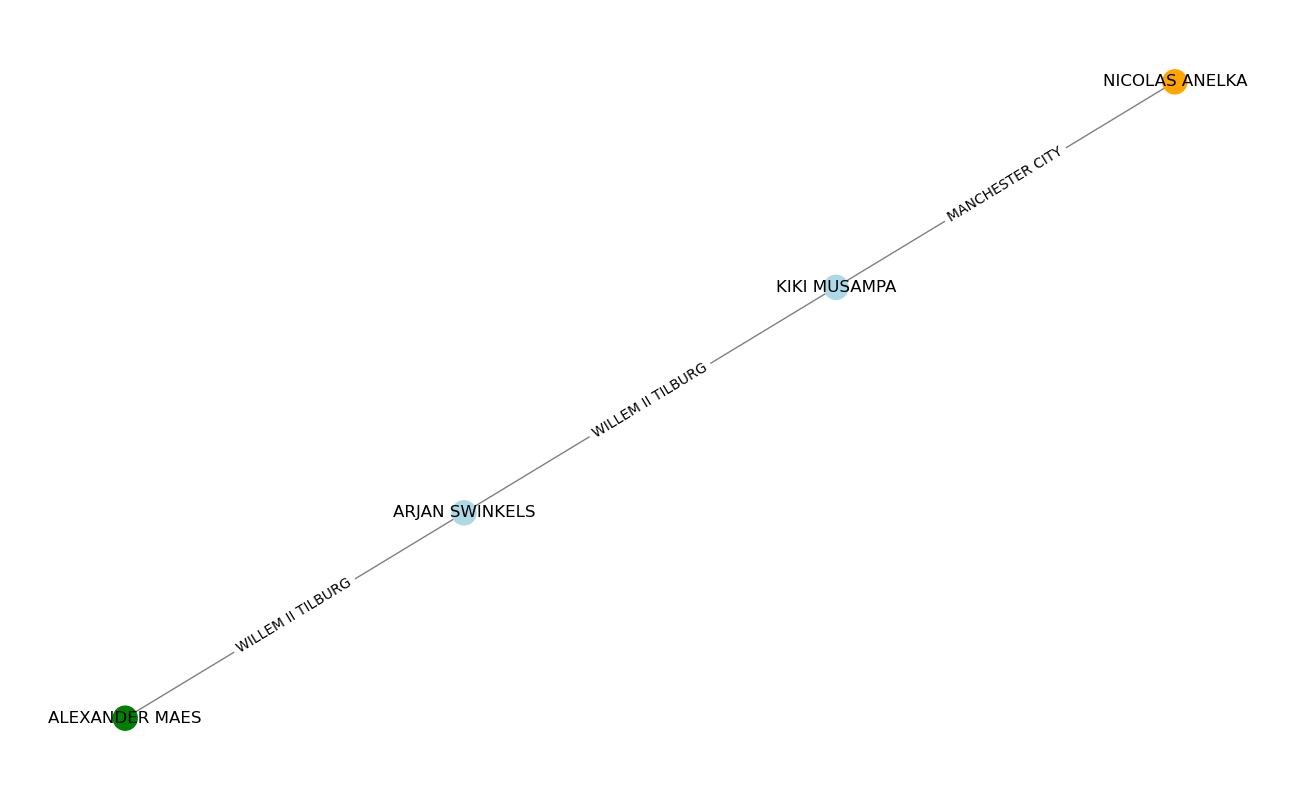 NICOLAS ANELKA
MANCHESTER CITY
KIKI MUSAMPA
WILLEM II TILBURG
ARJAN SWINKELS
WILLEM II TILBURG
ALEXANDER MAES